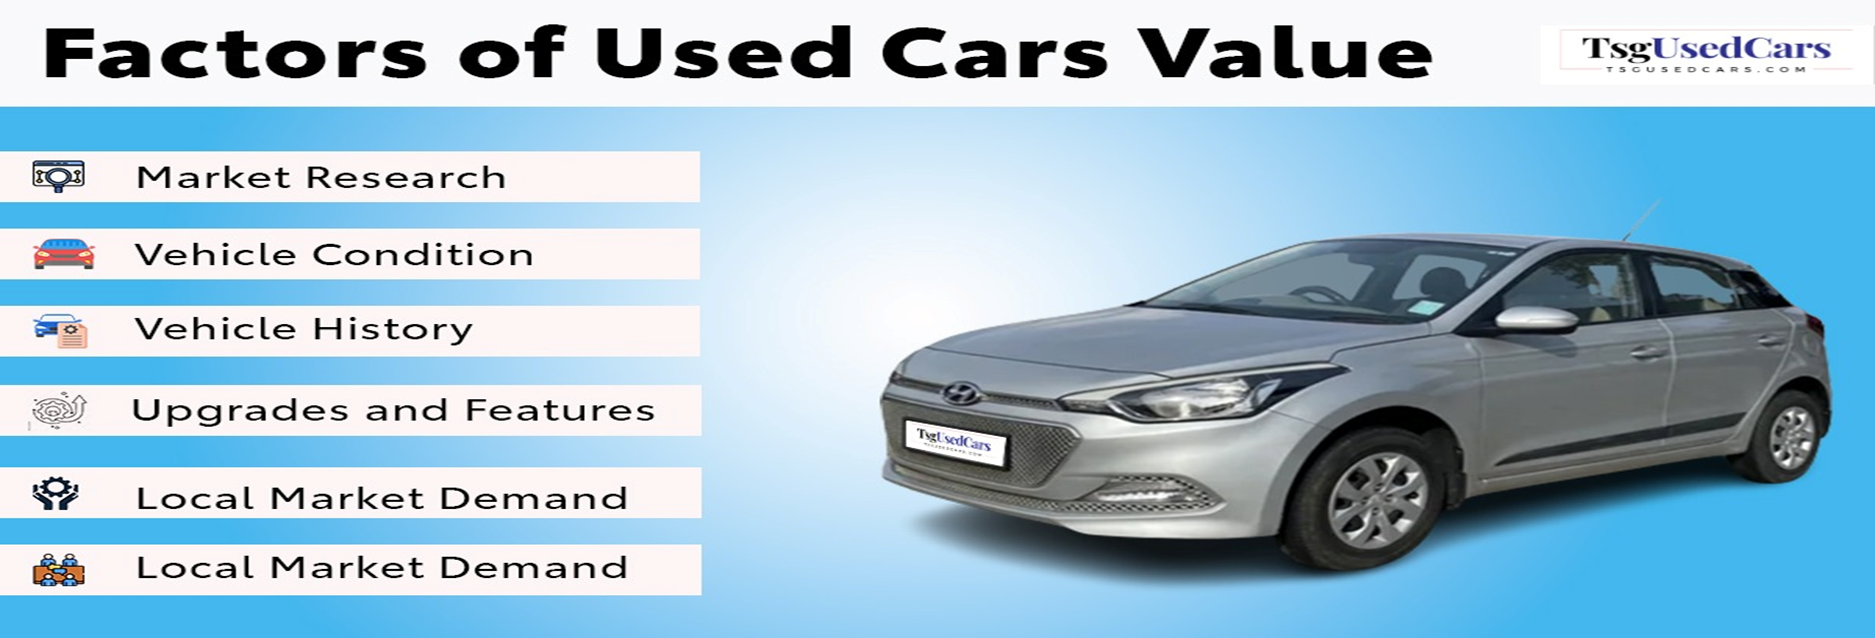 Factors of Used Cars Value
TsgUsedCars
TSGUSEDCARS.COM
Market Research
Vehicle Condition
Vehicle History
Upgrades and Features
Local Market Demand
Local Market Demand
TsgUsedCars